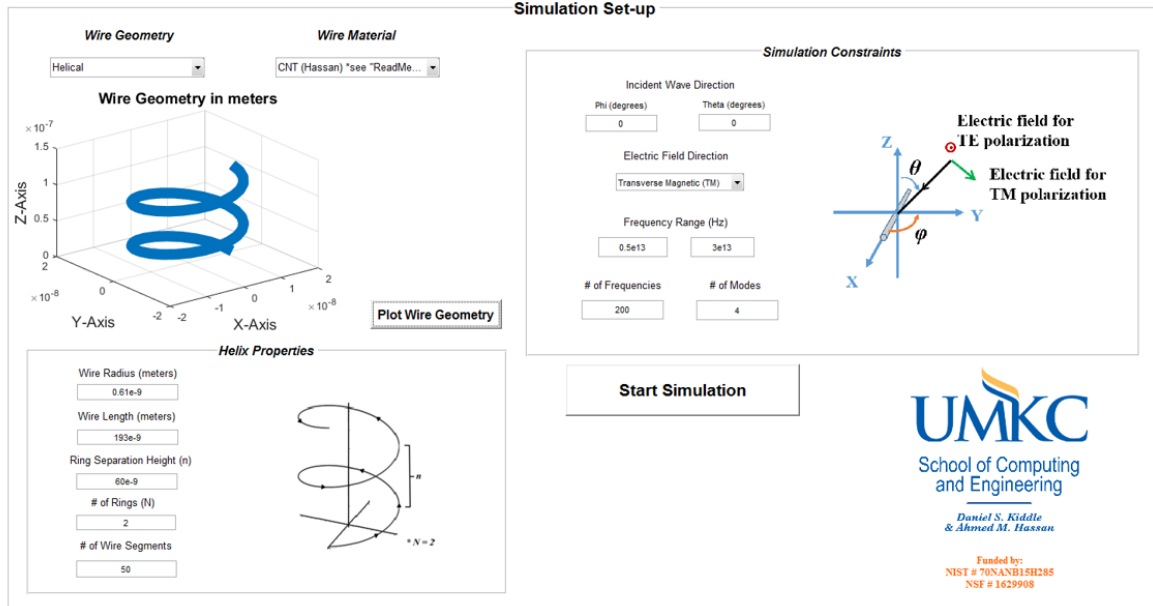 Simulation Set-up
Wire Geometry
Wire Material
Helical
CNT (Hassan) *see "ReadMe...
Wire Geometry in meters
×10⁻⁷
1.5
1
0.5
0
Z-Axis
2
0
-2
×10⁻⁸
Y-Axis
-2
-1
0
1
2
×10⁻⁸
X-Axis
Plot Wire Geometry
Helix Properties
Wire Radius (meters)
0.61e-9
Wire Length (meters)
193e-9
Ring Separation Height (n)
60e-9
# of Rings (N)
2
# of Wire Segments
50
n
* N = 2
Simulation Constraints
Incident Wave Direction
Phi (degrees)
Theta (degrees)
0
0
Electric Field Direction
Transverse Magnetic (TM)
Frequency Range (Hz)
0.5e13
3e13
# of Frequencies
# of Modes
200
4
Z
θ
Y
φ
X
Electric field for
TE polarization
Electric field for
TM polarization
Start Simulation
UMKC
School of Computing
and Engineering
Daniel S. Kiddle
& Ahmed M. Hassan
Funded by:
NIST # 70NANB15H285
NSF # 1629908